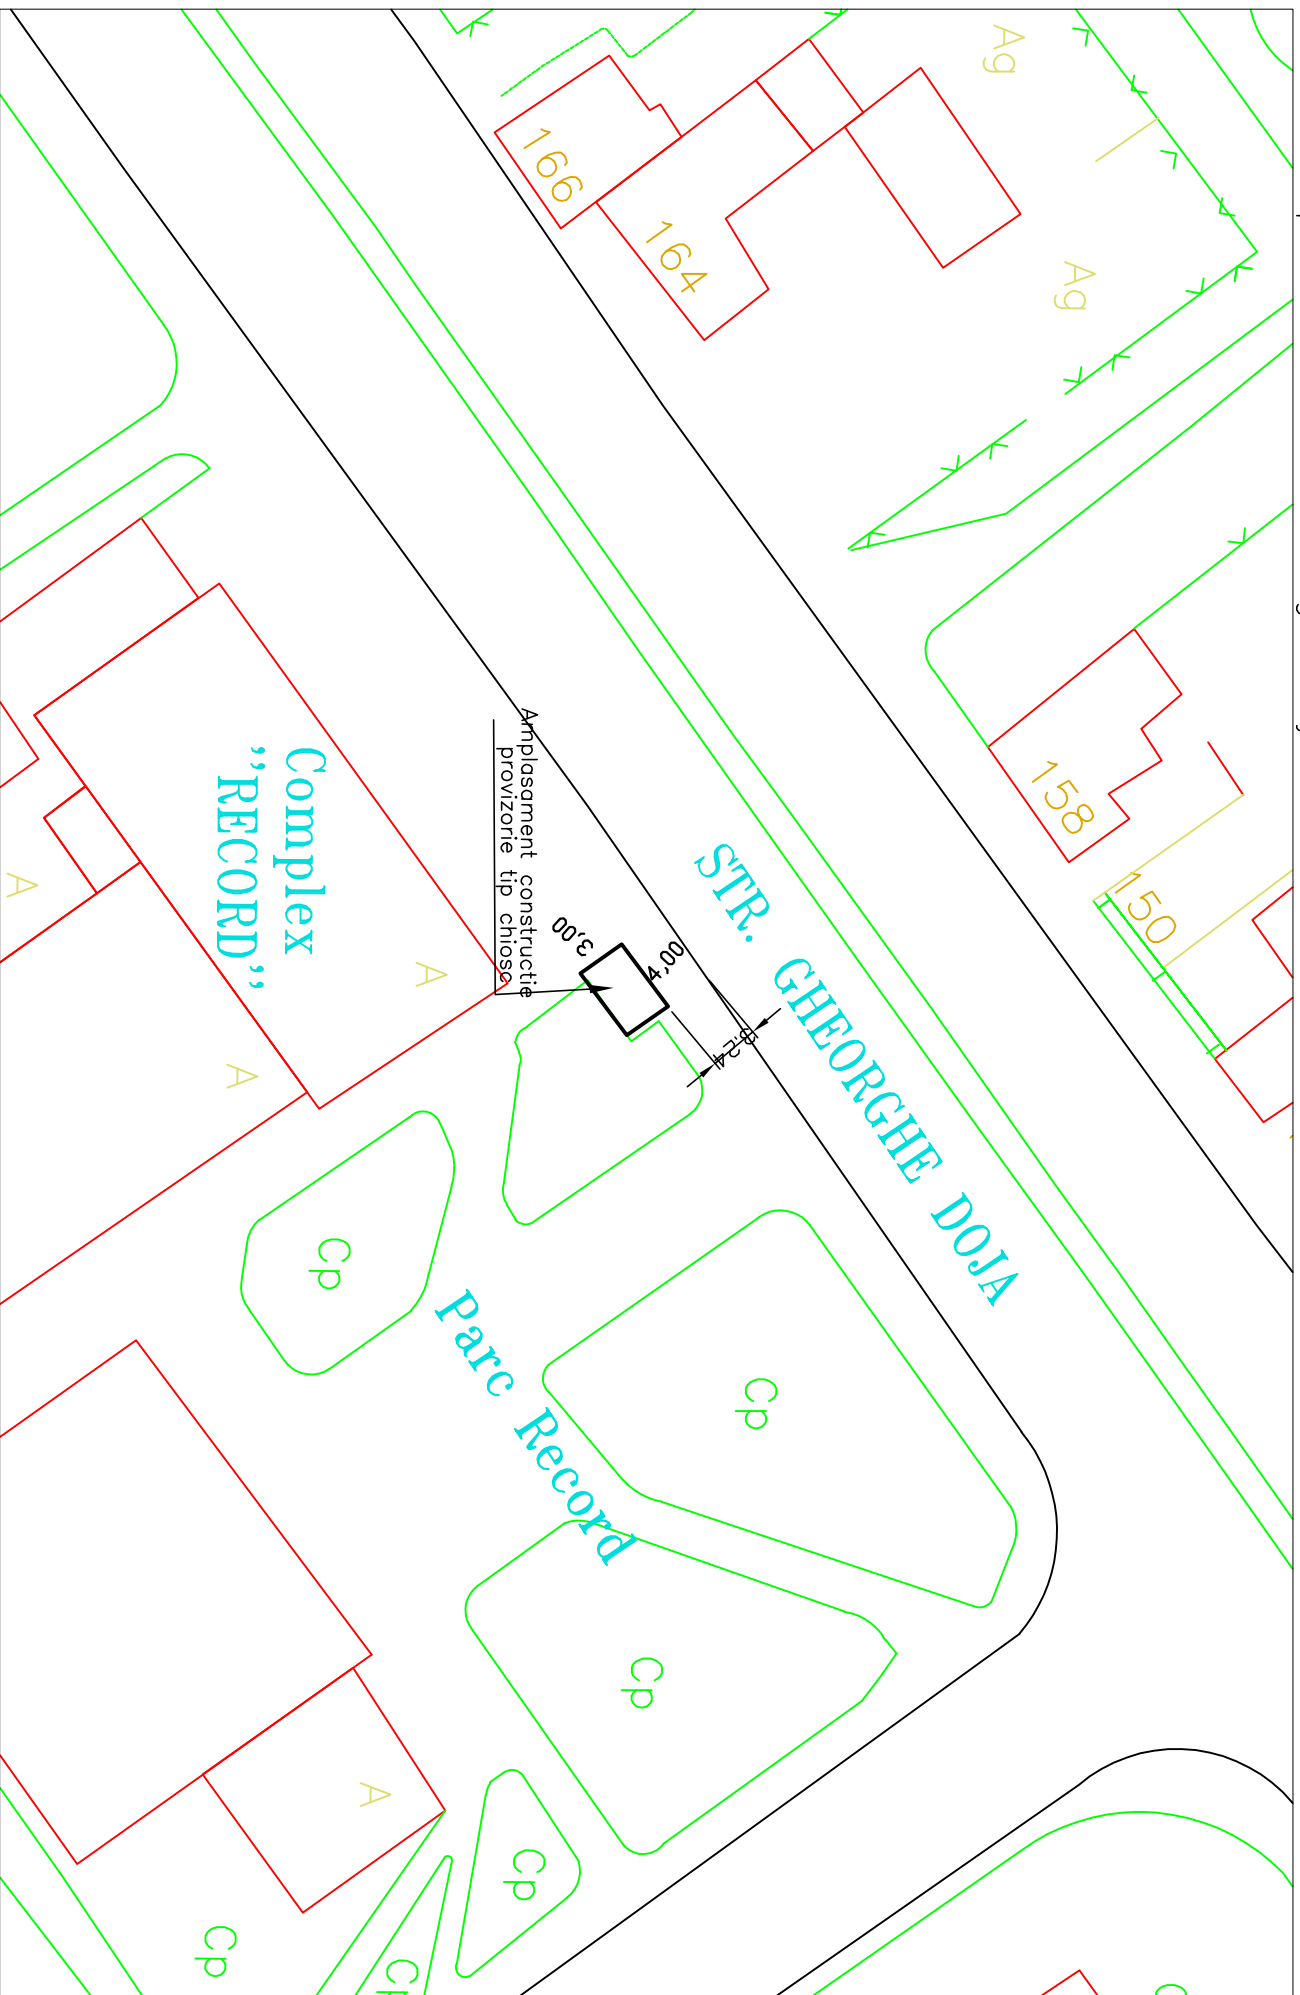 Ag
166
164
Ag
158
150
STR. GHEORGHE DOJA
Amplasament constructie
provizorie tip chiosc
3,00
4,00
Complex
”RECORD”
A
A
A
Cp
Parc Record
Cp
Cp
A
Cp
Cp
Cp